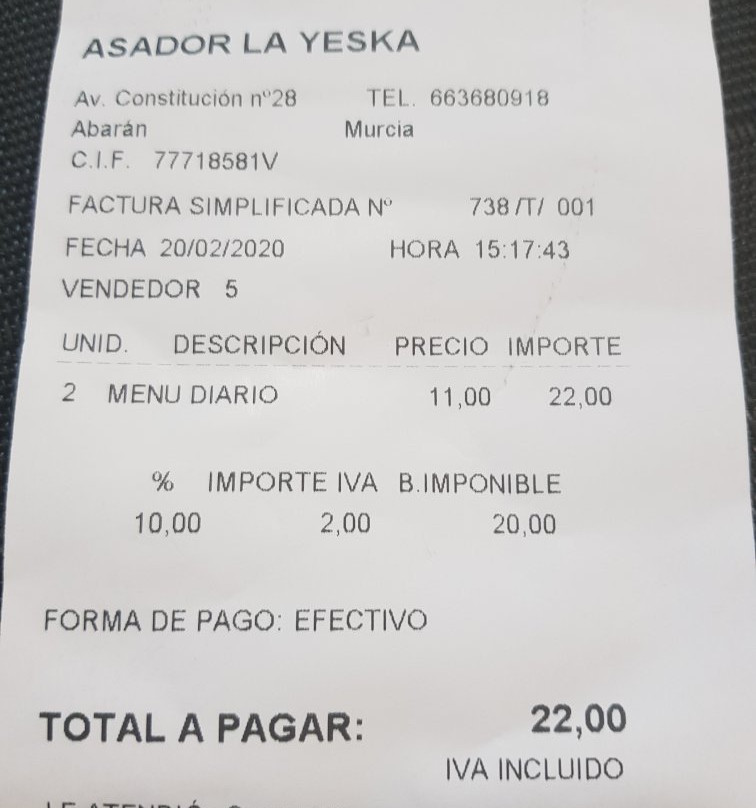 ASADOR LA YESKA
Av. Constitución nº28 TEL. 663680918
Abarán Murcia
C.I.F. 77718581V
FACTURA SIMPLIFICADA Nº 738 /T/ 001
FECHA 20/02/2020 HORA 15:17:43
VENDEDOR 5
UNID. DESCRIPCIÓN PRECIO IMPORTE
2 MENU DIARIO 11,00 22,00
% IMPORTE IVA B.IMPONIBLE
10,00 2,00 20,00
FORMA DE PAGO: EFECTIVO
TOTAL A PAGAR: 22,00
IVA INCLUIDO